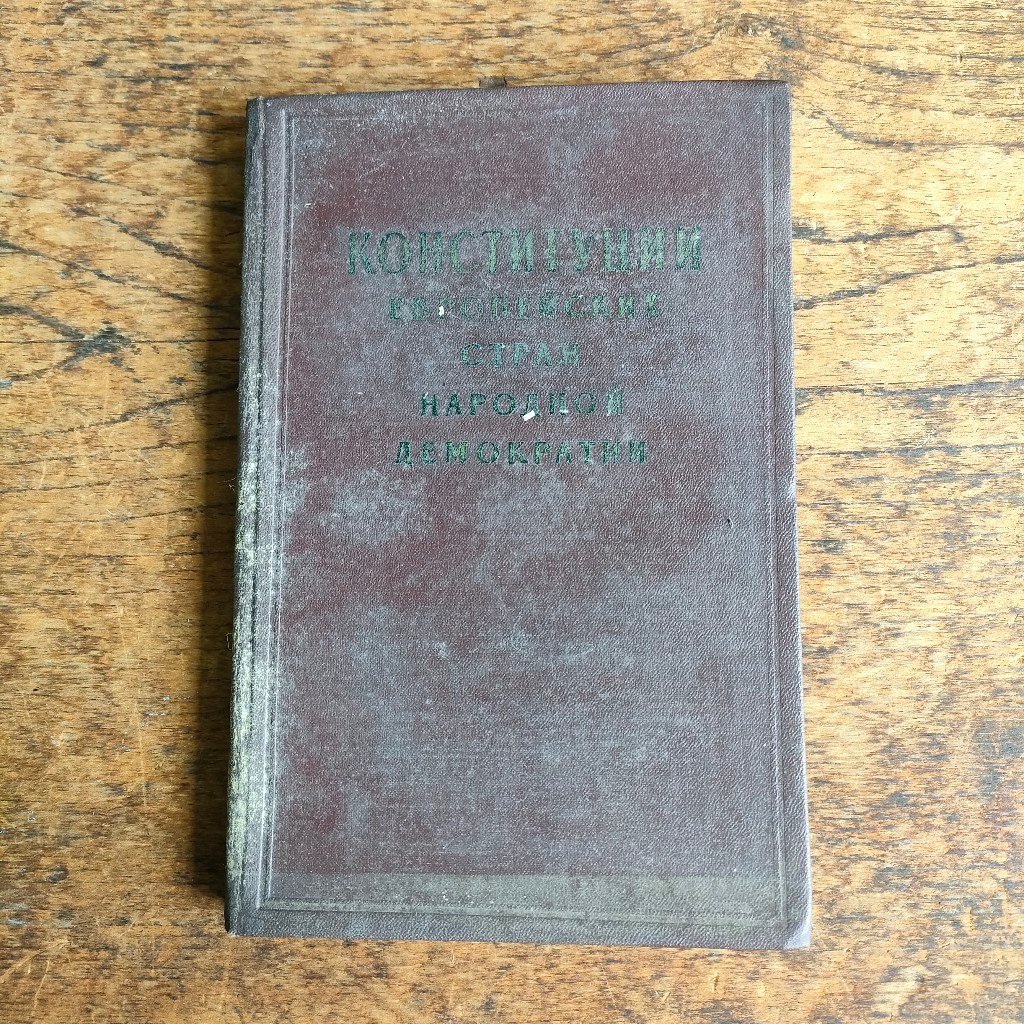 КОНСТИТУЦИИ
ЕВРОПЕЙСКИХ
СТРАН
НАРОДНОЙ
ДЕМОКРАТИИ